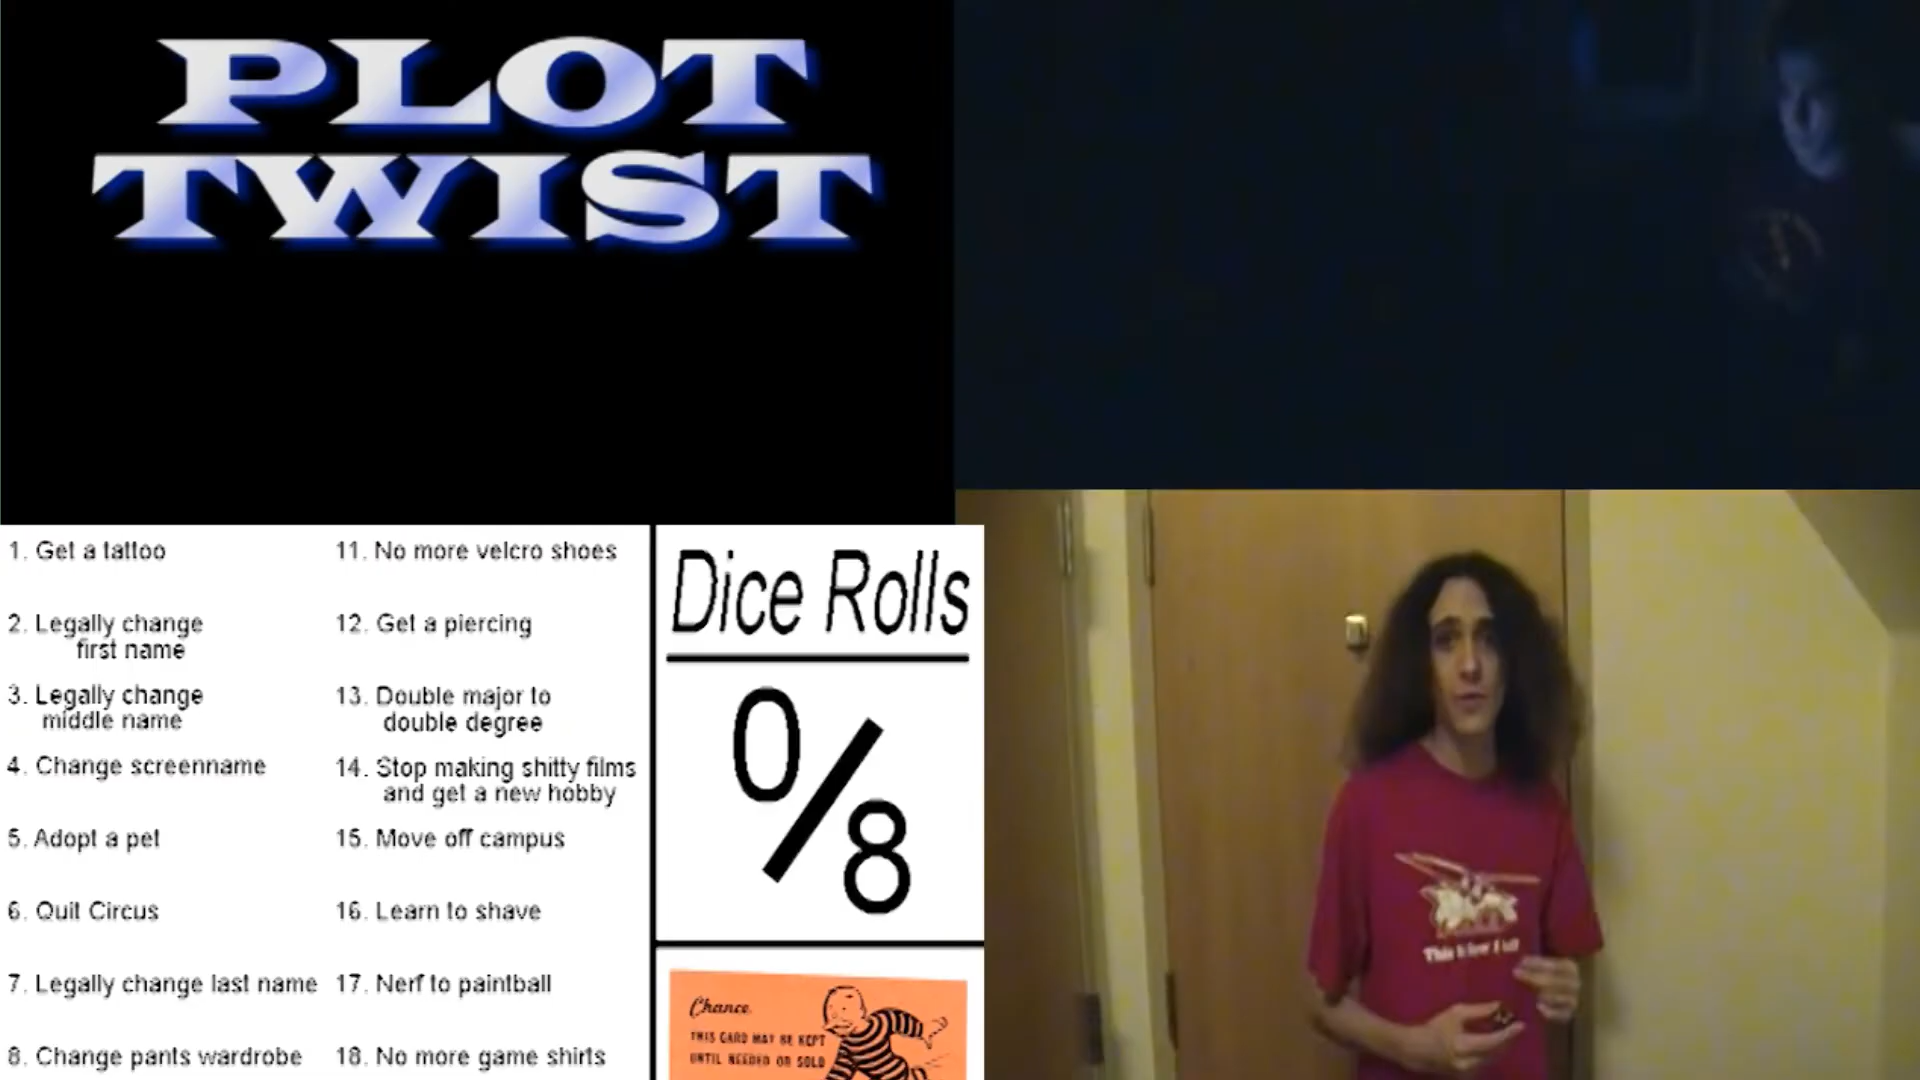 PLOT
TWIST
1. Get a tattoo
2. Legally change
first name
3. Legally change
middle name
4. Change screenname
5. Adopt a pet
6. Quit Circus
7. Legally change last name
8. Change pants wardrobe
11. No more velcro shoes
12. Get a piercing
13. Double major to
double degree
14. Stop making shitty films
and get a new hobby
15. Move off campus
16. Learn to shave
17. Nerf to paintball
18. No more game shirts
Dice Rolls
0/8
Chance
THIS CARD MAY BE KEPT
UNTIL NEEDED OR SOLD
This is how I